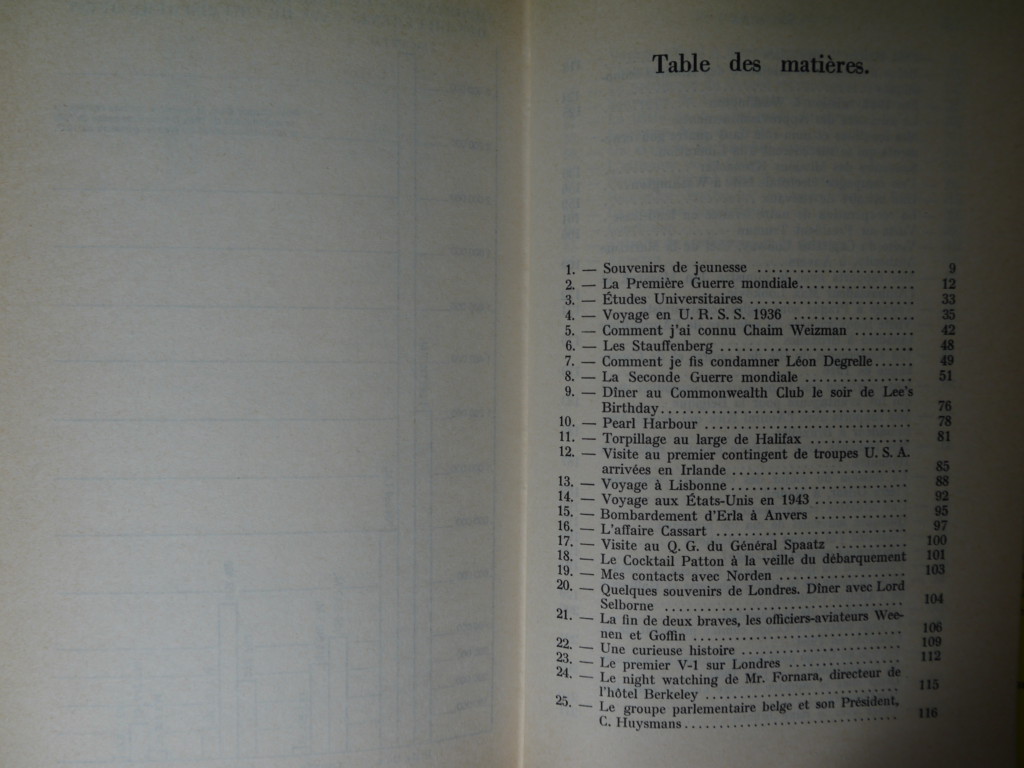 Table des matières.
1. — Souvenirs de jeunesse ...................... 9
2. — La Première Guerre mondiale................ 12
3. — Études Universitaires ...................... 33
4. — Voyage en U. R. S. S. 1936 ................. 35
5. — Comment j'ai connu Chaim Weizman ......... 42
6. — Les Stauffenberg ........................... 48
7. — Comment je fis condamner Léon Degrelle...... 49
8. — La Seconde Guerre mondiale ............... 51
9. — Dîner au Commonwealth Club le soir de Lee's
Birthday................................... 76
10. — Pearl Harbour ............................ 78
11. — Torpillage au large de Halifax .............. 81
12. — Visite au premier contingent de troupes U. S. A.
arrivées en Irlande ........................ 85
13. — Voyage à Lisbonne ........................ 88
14. — Voyage aux États-Unis en 1943 ............. 92
15. — Bombardement d'Erla à Anvers ............. 95
16. — L'affaire Cassart .......................... 97
17. — Visite au Q. G. du Général Spaatz .......... 100
18. — Le Cocktail Patton à la veille du débarquement 101
19. — Mes contacts avec Norden ................. 103
20. — Quelques souvenirs de Londres. Dîner avec Lord
Selborne ................................. 104
21. — La fin de deux braves, les officiers-aviateurs Wee-
nen et Goffin ............................. 106
22. — Une curieuse histoire ...................... 109
23. — Le premier V-1 sur Londres ................ 112
24. — Le night watching de Mr. Fornara, directeur de
l'hôtel Berkeley ........................... 115
25. — Le groupe parlementaire belge et son Président,
C. Huysmans.............................. 116